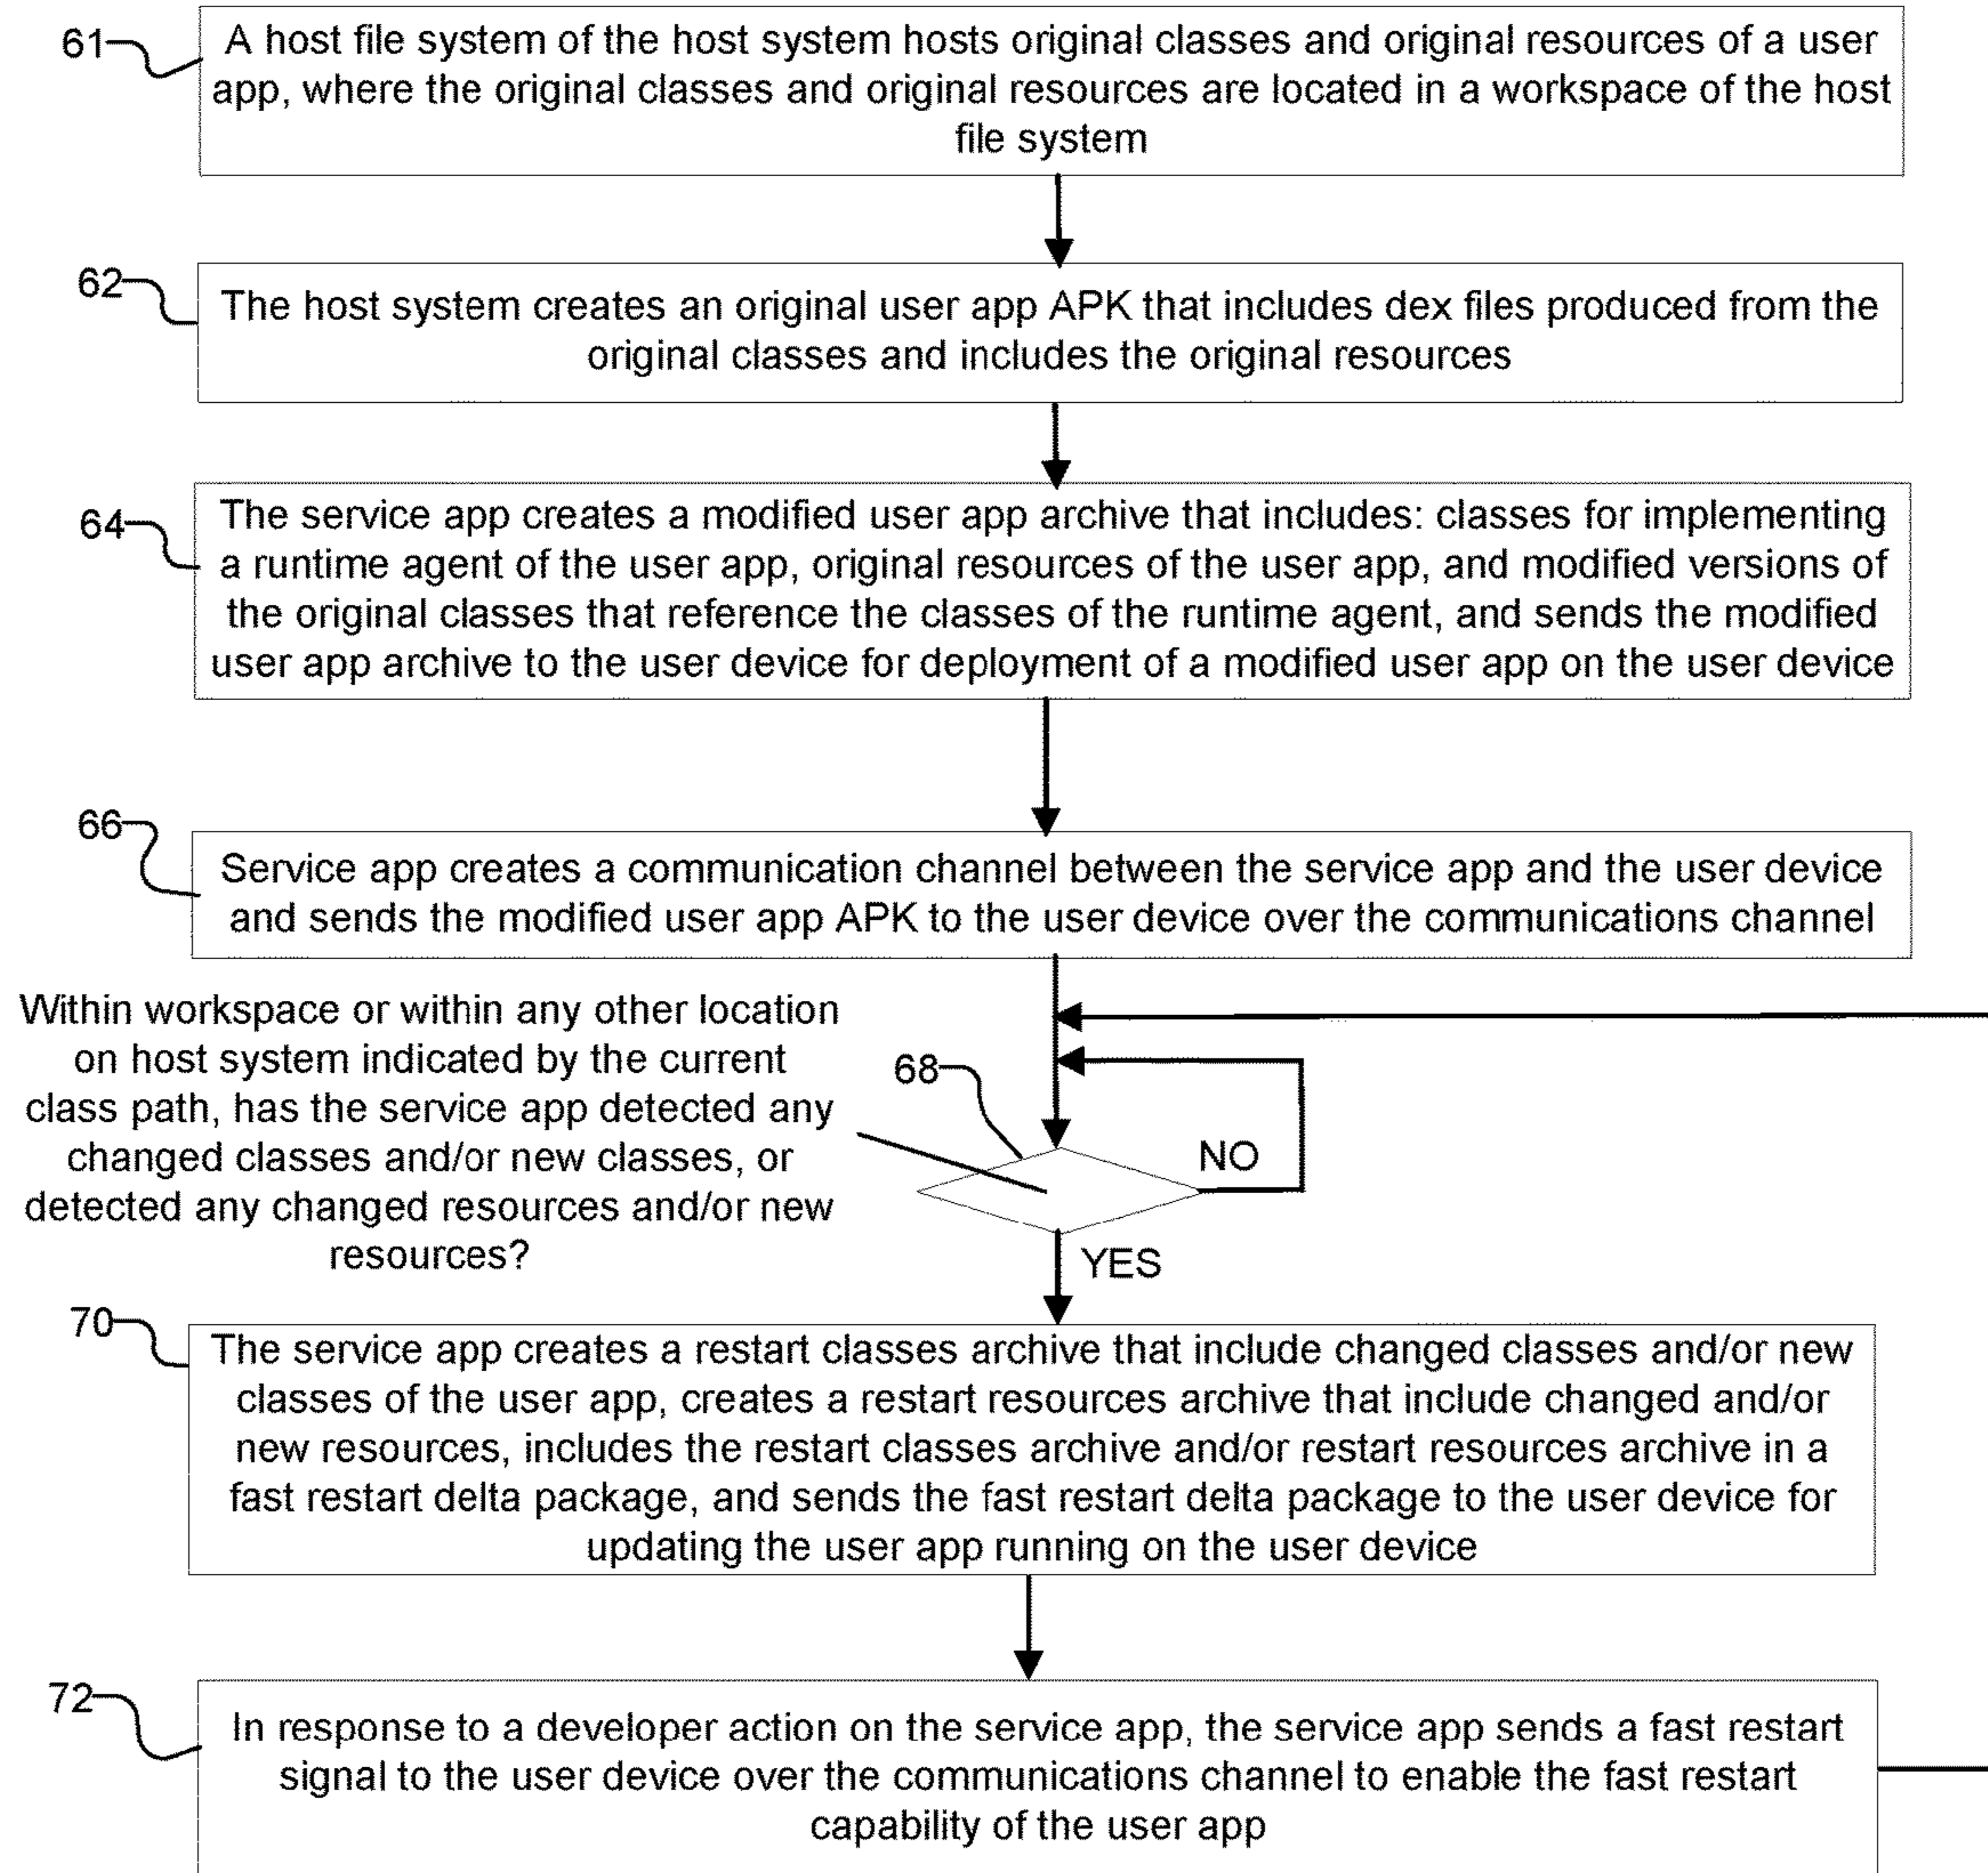 61
A host file system of the host system hosts original classes and original resources of a user
app, where the original classes and original resources are located in a workspace of the host
file system
62
The host system creates an original user app APK that includes dex files produced from the
original classes and includes the original resources
64
The service app creates a modified user app archive that includes: classes for implementing
a runtime agent of the user app, original resources of the user app, and modified versions of
the original classes that reference the classes of the runtime agent, and sends the modified
user app archive to the user device for deployment of a modified user app on the user device
66
Service app creates a communication channel between the service app and the user device
and sends the modified user app APK to the user device over the communications channel
Within workspace or within any other location
on host system indicated by the current
class path, has the service app detected any
changed classes and/or new classes, or
detected any changed resources and/or new
resources?
68
NO
YES
70
The service app creates a restart classes archive that include changed classes and/or new
classes of the user app, creates a restart resources archive that include changed and/or
new resources, includes the restart classes archive and/or restart resources archive in a
fast restart delta package, and sends the fast restart delta package to the user device for
updating the user app running on the user device
72
In response to a developer action on the service app, the service app sends a fast restart
signal to the user device over the communications channel to enable the fast restart
capability of the user app